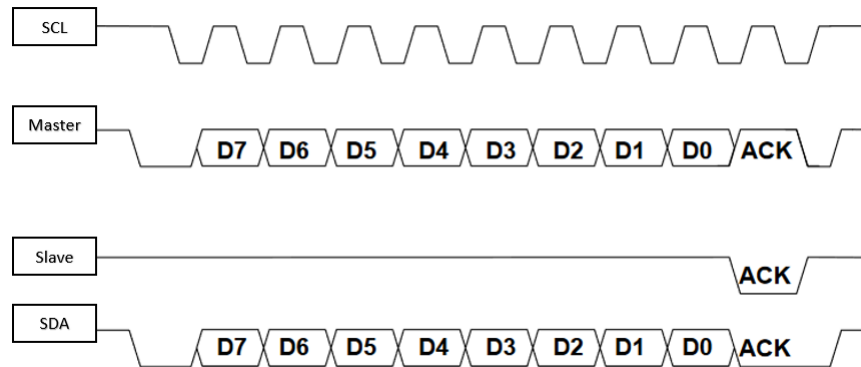 SCL
Master
D7 D6 D5 D4 D3 D2 D1 D0 ACK
Slave
ACK
SDA
D7 D6 D5 D4 D3 D2 D1 D0 ACK